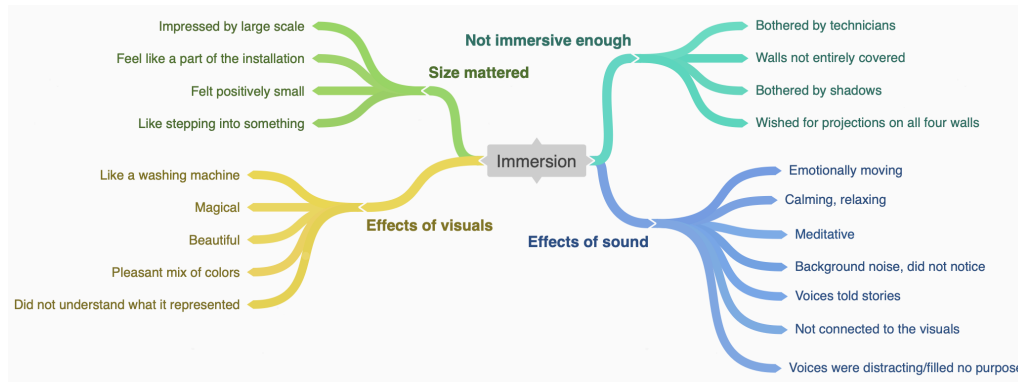 Immersion
Size mattered
Impressed by large scale
Feel like a part of the installation
Felt positively small
Like stepping into something
Effects of visuals
Like a washing machine
Magical
Beautiful
Pleasant mix of colors
Did not understand what it represented
Not immersive enough
Bothered by technicians
Walls not entirely covered
Bothered by shadows
Wished for projections on all four walls
Effects of sound
Emotionally moving
Calming, relaxing
Meditative
Background noise, did not notice
Voices told stories
Not connected to the visuals
Voices were distracting/filled no purpose